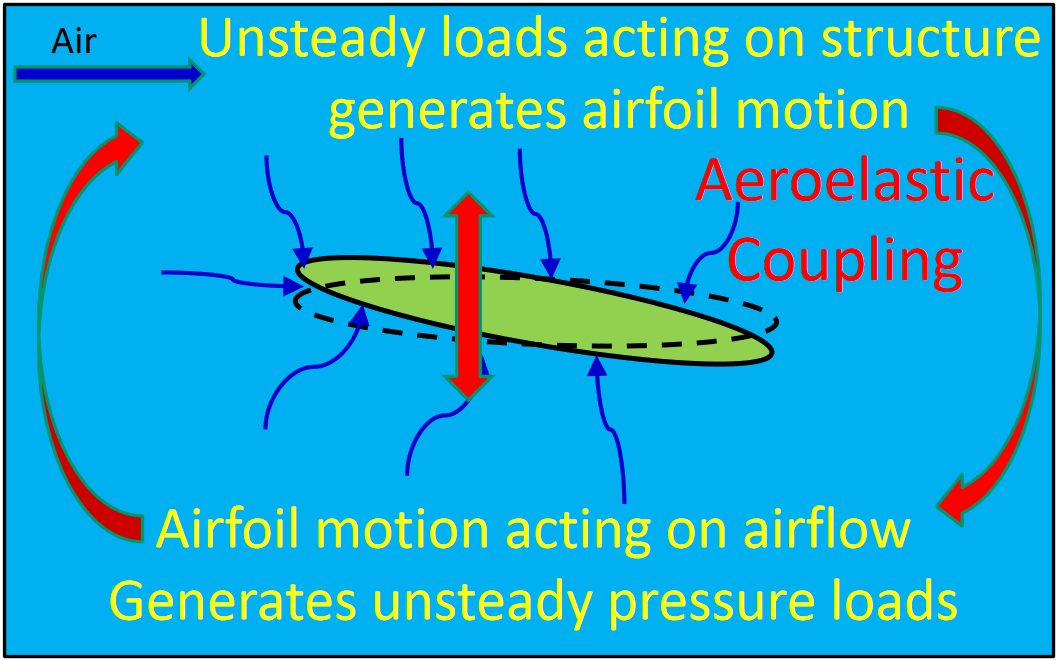 Air
Unsteady loads acting on structure
generates airfoil motion
Aeroelastic
Coupling
Airfoil motion acting on airflow
Generates unsteady pressure loads